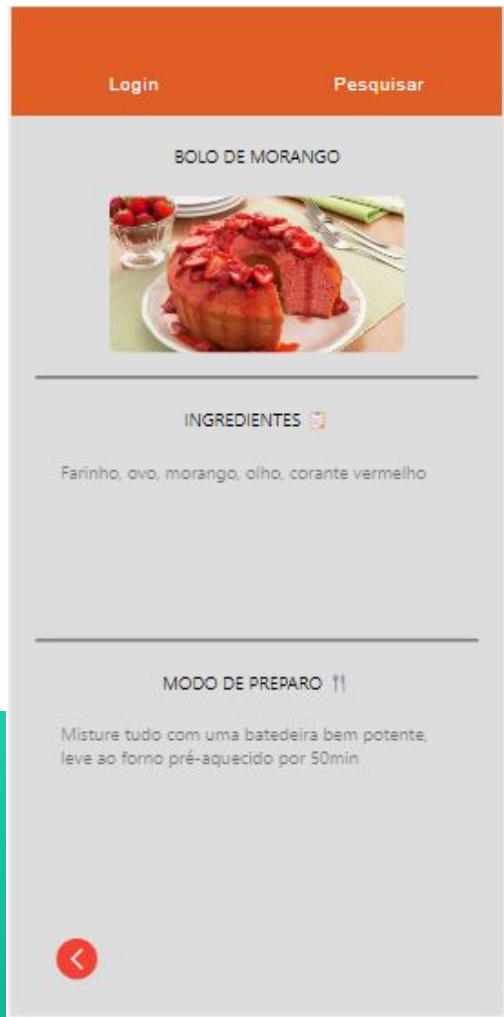 Login
Pesquisar
BOLO DE MORANGO
INGREDIENTES
Farinho, ovo, morango, olho, corante vermelho
MODO DE PREPARO
Misture tudo com uma batedeira bem potente,
leve ao forno pré-aquecido por 50min